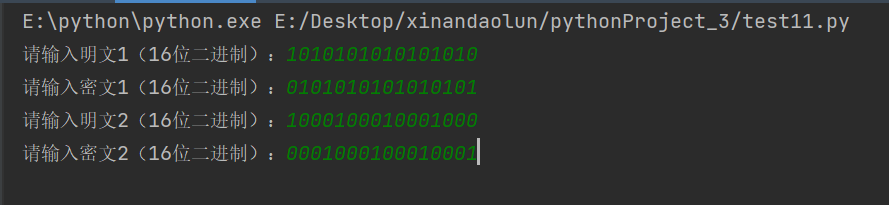 E:\python\python.exe E:/Desktop/xinandaolun/pythonProject_3/test11.py
请输入明文1（16位二进制）：1010101010101010
请输入密文1（16位二进制）：0101010101010101
请输入明文2（16位二进制）：1000100010001000
请输入密文2（16位二进制）：0001000100010001